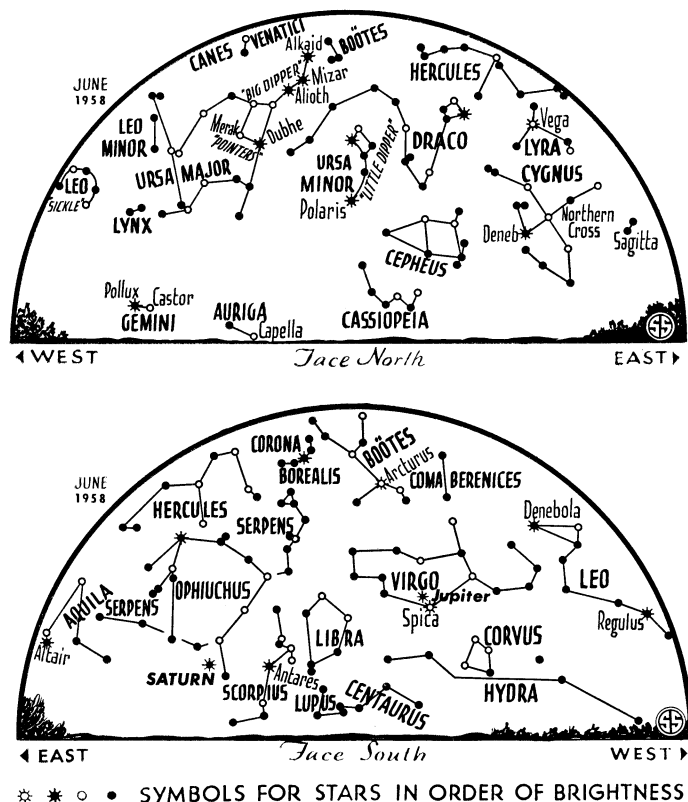 CANES VENATICI
Alkaid
BÖÖTES
HERCULES
JUNE
1958
"BIG DIPPER"
Mizar
Alioth
LEO
MINOR
Merak
"POINTERS"
Dubhe
DRACO
Vega
LYRA
URSA MAJOR
URSA
MINOR
"LITTLE DIPPER"
Polaris
CYGNUS
LEO
"SICKLE"
LYNX
Northern
Cross
Deneb
Sagitta
CEPHEUS
Pollux
Castor
GEMINI
AURIGA
Capella
CASSIOPEIA
SS
WEST
Face North
EAST
JUNE
1958
CORONA
BOREALIS
BOÖTES
Arcturus
COMA BERENICES
HERCULES
SERPENS
Denebola
AQUILA
SERPENS
OPHIUCHUS
VIRGO
Jupiter
Spica
LEO
Regulus
Altair
LIBRA
CORVUS
SATURN
Antares
SCORPIUS
LUPUS
CENTAURUS
HYDRA
SS
EAST
Face South
WEST
SYMBOLS FOR STARS IN ORDER OF BRIGHTNESS